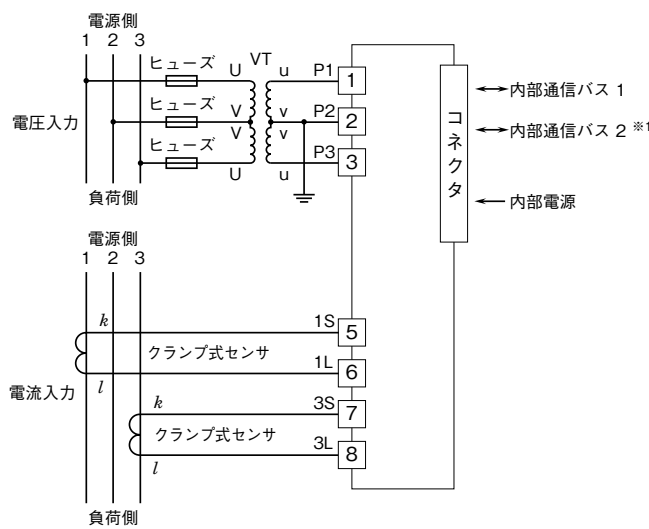 電源側
1 2 3
ヒューズ
U
VT
u
P1
1
電圧入力
ヒューズ
V
V
v
v
P2
2
ヒューズ
U
u
P3
3
負荷側
コネクタ
内部通信バス 1
内部通信バス 2 ※1
内部電源
電源側
1 2 3
k
1S
5
クランプ式センサ
l
1L
6
電流入力
k
3S
7
クランプ式センサ
l
3L
8
負荷側